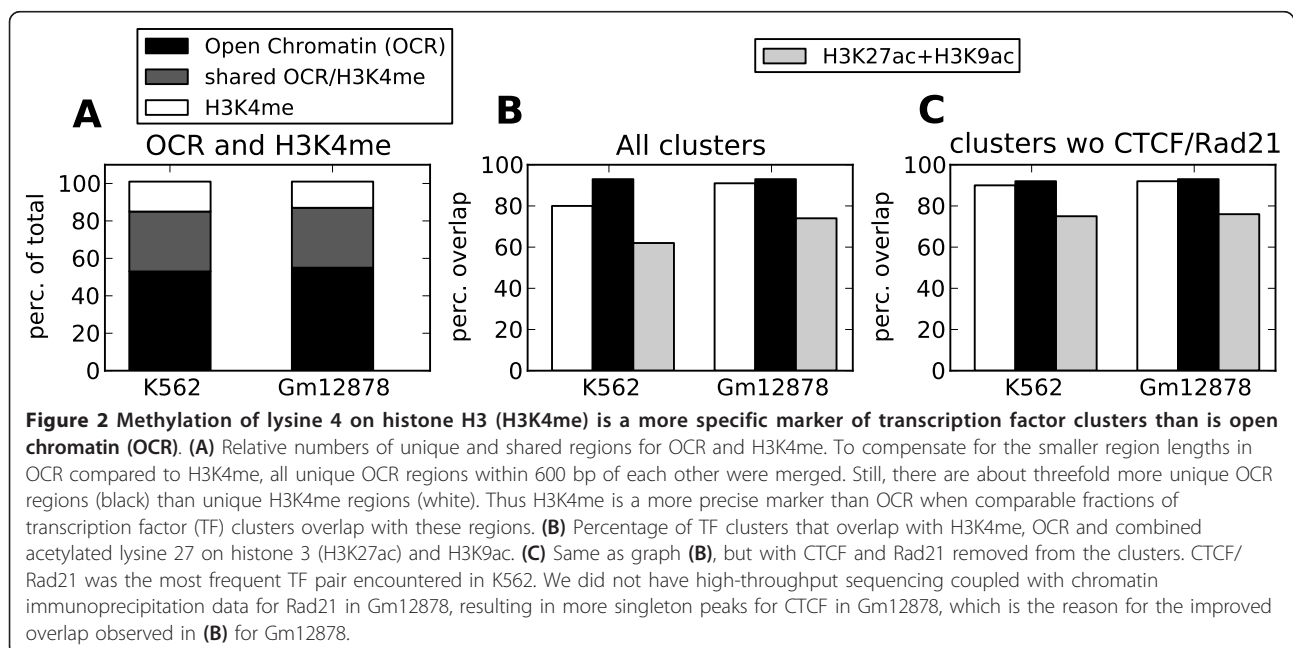 Open Chromatin (OCR)
shared OCR/H3K4me
H3K4me
H3K27ac+H3K9ac
A
OCR and H3K4me
perc. of total
100
80
60
40
20
0
K562
Gm12878
B
All clusters
perc. overlap
100
80
60
40
20
0
K562
Gm12878
C
clusters wo CTCF/Rad21
perc. overlap
100
80
60
40
20
0
K562
Gm12878
Figure 2 Methylation of lysine 4 on histone H3 (H3K4me) is a more specific marker of transcription factor clusters than is open
chromatin (OCR). (A) Relative numbers of unique and shared regions for OCR and H3K4me. To compensate for the smaller region lengths in
OCR compared to H3K4me, all unique OCR regions within 600 bp of each other were merged. Still, there are about threefold more unique OCR
regions (black) than unique H3K4me regions (white). Thus H3K4me is a more precise marker than OCR when comparable fractions of
transcription factor (TF) clusters overlap with these regions. (B) Percentage of TF clusters that overlap with H3K4me, OCR and combined
acetylated lysine 27 on histone 3 (H3K27ac) and H3K9ac. (C) Same as graph (B), but with CTCF and Rad21 removed from the clusters. CTCF/
Rad21 was the most frequent TF pair encountered in K562. We did not have high-throughput sequencing coupled with chromatin
immunoprecipitation data for Rad21 in Gm12878, resulting in more singleton peaks for CTCF in Gm12878, which is the reason for the improved
overlap observed in (B) for Gm12878.